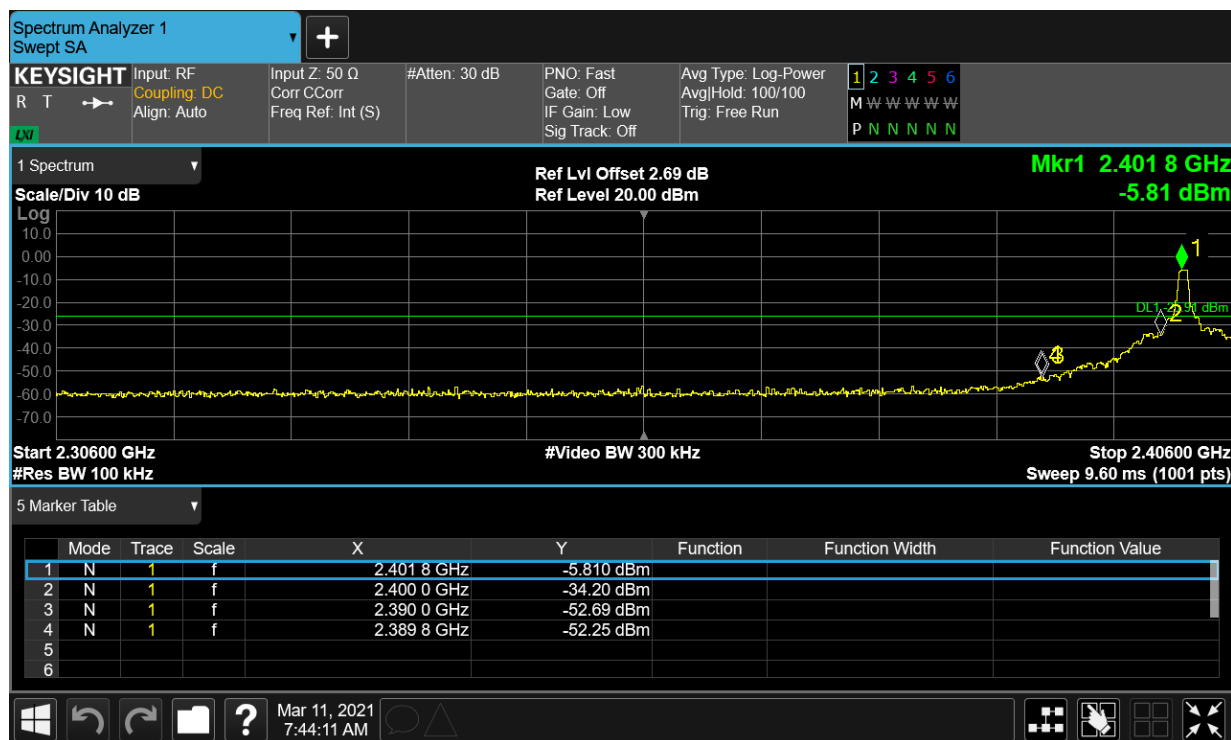 Spectrum Analyzer 1
Swept SA
+
KEYSIGHT Input: RF Input Z: 50 Ω #Atten: 30 dB PNO: Fast Avg Type: Log-Power 1 2 3 4 5 6
R T Coupling: DC Corr CCorr Gate: Off Avg|Hold: 100/100 M W W W W W
Align: Auto Freq Ref: Int (S) IF Gain: Low Trig: Free Run
LXI Sig Track: Off P N N N N N
1 Spectrum
Ref Lvl Offset 2.69 dB Mkr1 2.401 8 GHz
Scale/Div 10 dB Ref Level 20.00 dBm -5.81 dBm
Log
10.0
0.00
-10.0
-20.0
-30.0
-40.0
-50.0
-60.0
-70.0
1
2
Start 2.30600 GHz #Video BW 300 kHz Stop 2.40600 GHz
#Res BW 100 kHz Sweep 9.60 ms (1001 pts)
5 Marker Table
Mode Trace Scale X Y Function Function Width Function Value
1 N 1 f 2.401 8 GHz -5.810 dBm
2 N 1 f 2.400 0 GHz -34.20 dBm
3 N 1 f 2.390 0 GHz -52.69 dBm
4 N 1 f 2.389 8 GHz -52.25 dBm
5
6
? Mar 11, 2021
7:44:11 AM